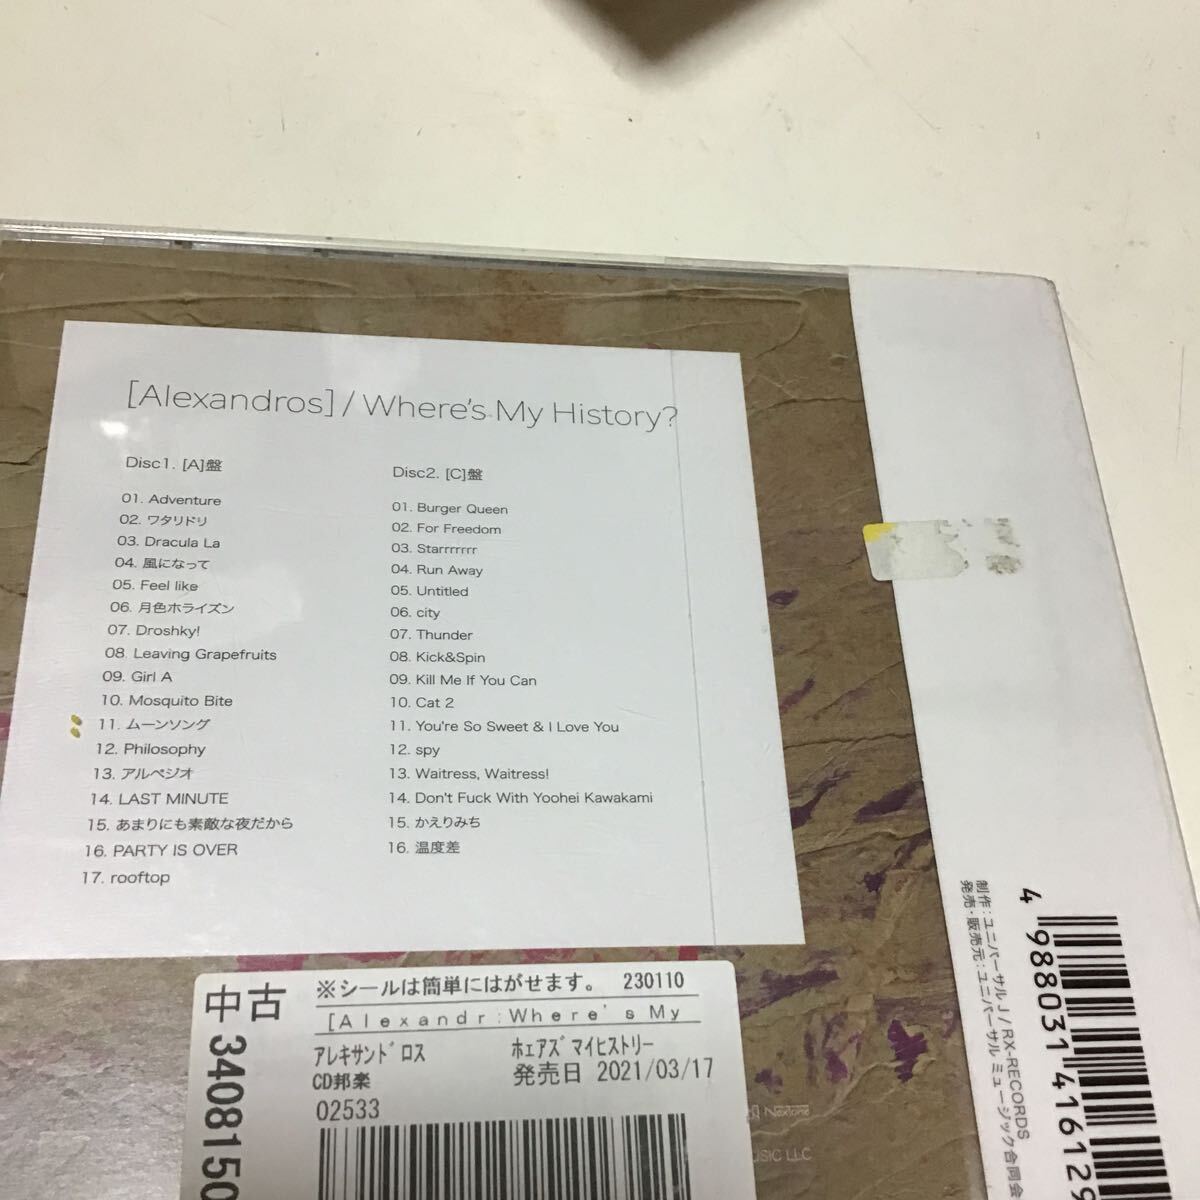 [Alexandros] / Where's My History?
Disc1. [A]盤
01. Adventure
02. ワタリドリ
03. Dracula La
04. 風になって
05. Feel like
06. 月色ホライズン
07. Droshky!
08. Leaving Grapefruits
09. Girl A
10. Mosquito Bite
11. ムーンソング
12. Philosophy
13. アルペジオ
14. LAST MINUTE
15. あまりにも素敵な夜だから
16. PARTY IS OVER
17. rooftop
Disc2. [C]盤
01. Burger Queen
02. For Freedom
03. Starrrrrrr
04. Run Away
05. Untitled
06. city
07. Thunder
08. Kick&Spin
09. Kill Me If You Can
10. Cat 2
11. You're So Sweet & I Love You
12. spy
13. Waitress, Waitress!
14. Don't Fuck With Yoohei Kawakami
15. かえりみち
16. 温度差
中古
3408150
※シールは簡単にはがせます。 230110
[Alexandr:Where's My
アレキサンドロス ホェアズマイヒストリー
CD邦楽 発売日 2021/03/17
02533
Nextone
MUSIC LLC
制作:ユニバーサル J / RX-RECORDS
発売・販売元:ユニバーサル ミュージック合同会
4 988031 416129